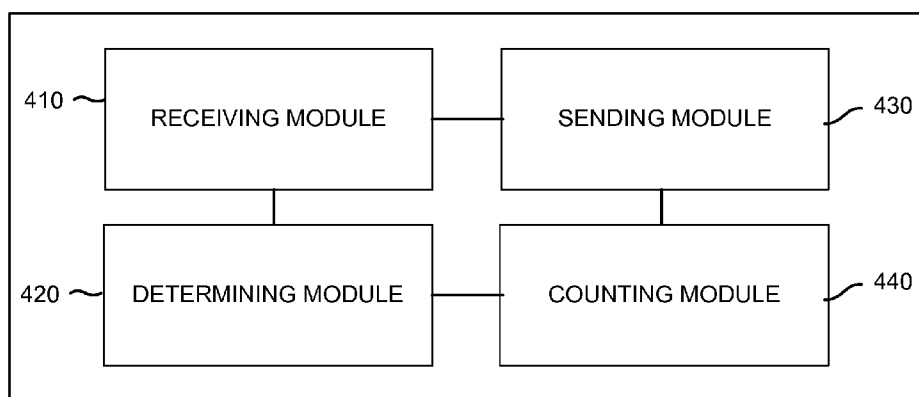 410
RECEIVING MODULE
SENDING MODULE
430
420
DETERMINING MODULE
COUNTING MODULE
440